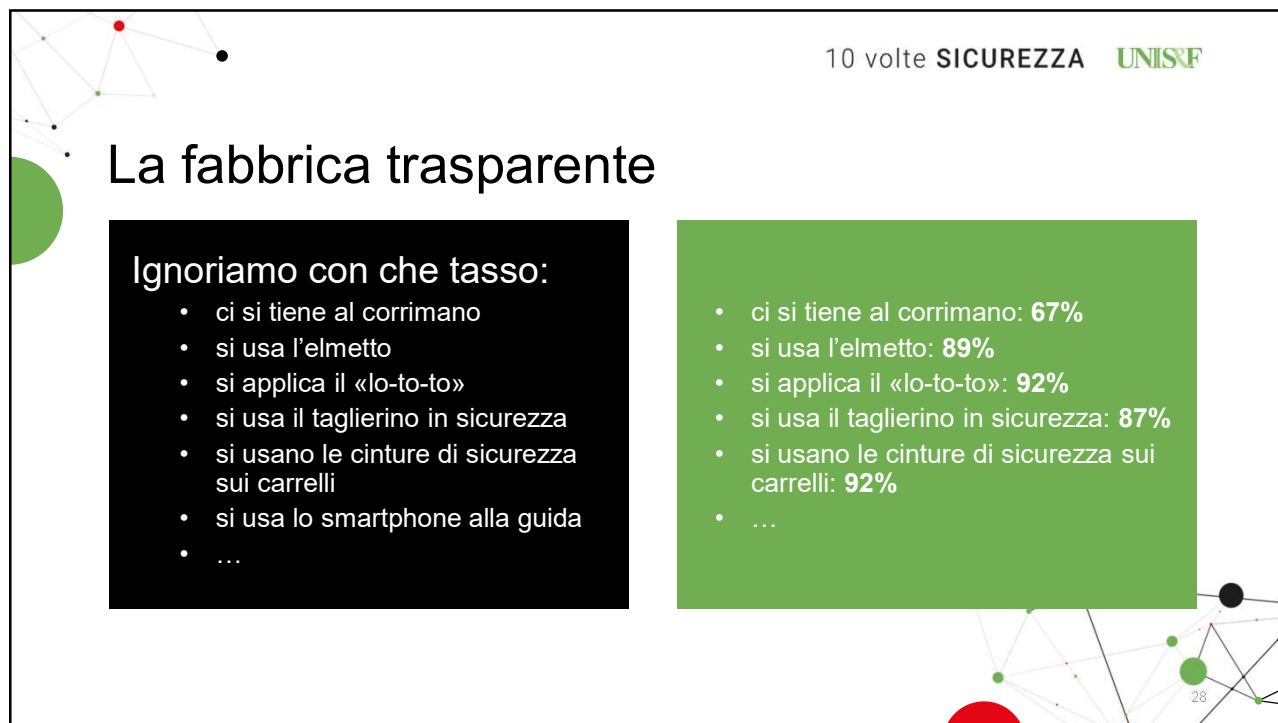 10 volte SICUREZZA UNIS&F
La fabbrica trasparente
Ignoriamo con che tasso:
• ci si tiene al corrimano
• si usa l’elmetto
• si applica il «lo-to-to»
• si usa il taglierino in sicurezza
• si usano le cinture di sicurezza
sui carrelli
• si usa lo smartphone alla guida
• …
• ci si tiene al corrimano: 67%
• si usa l’elmetto: 89%
• si applica il «lo-to-to»: 92%
• si usa il taglierino in sicurezza: 87%
• si usano le cinture di sicurezza sui
carrelli: 92%
• …
28